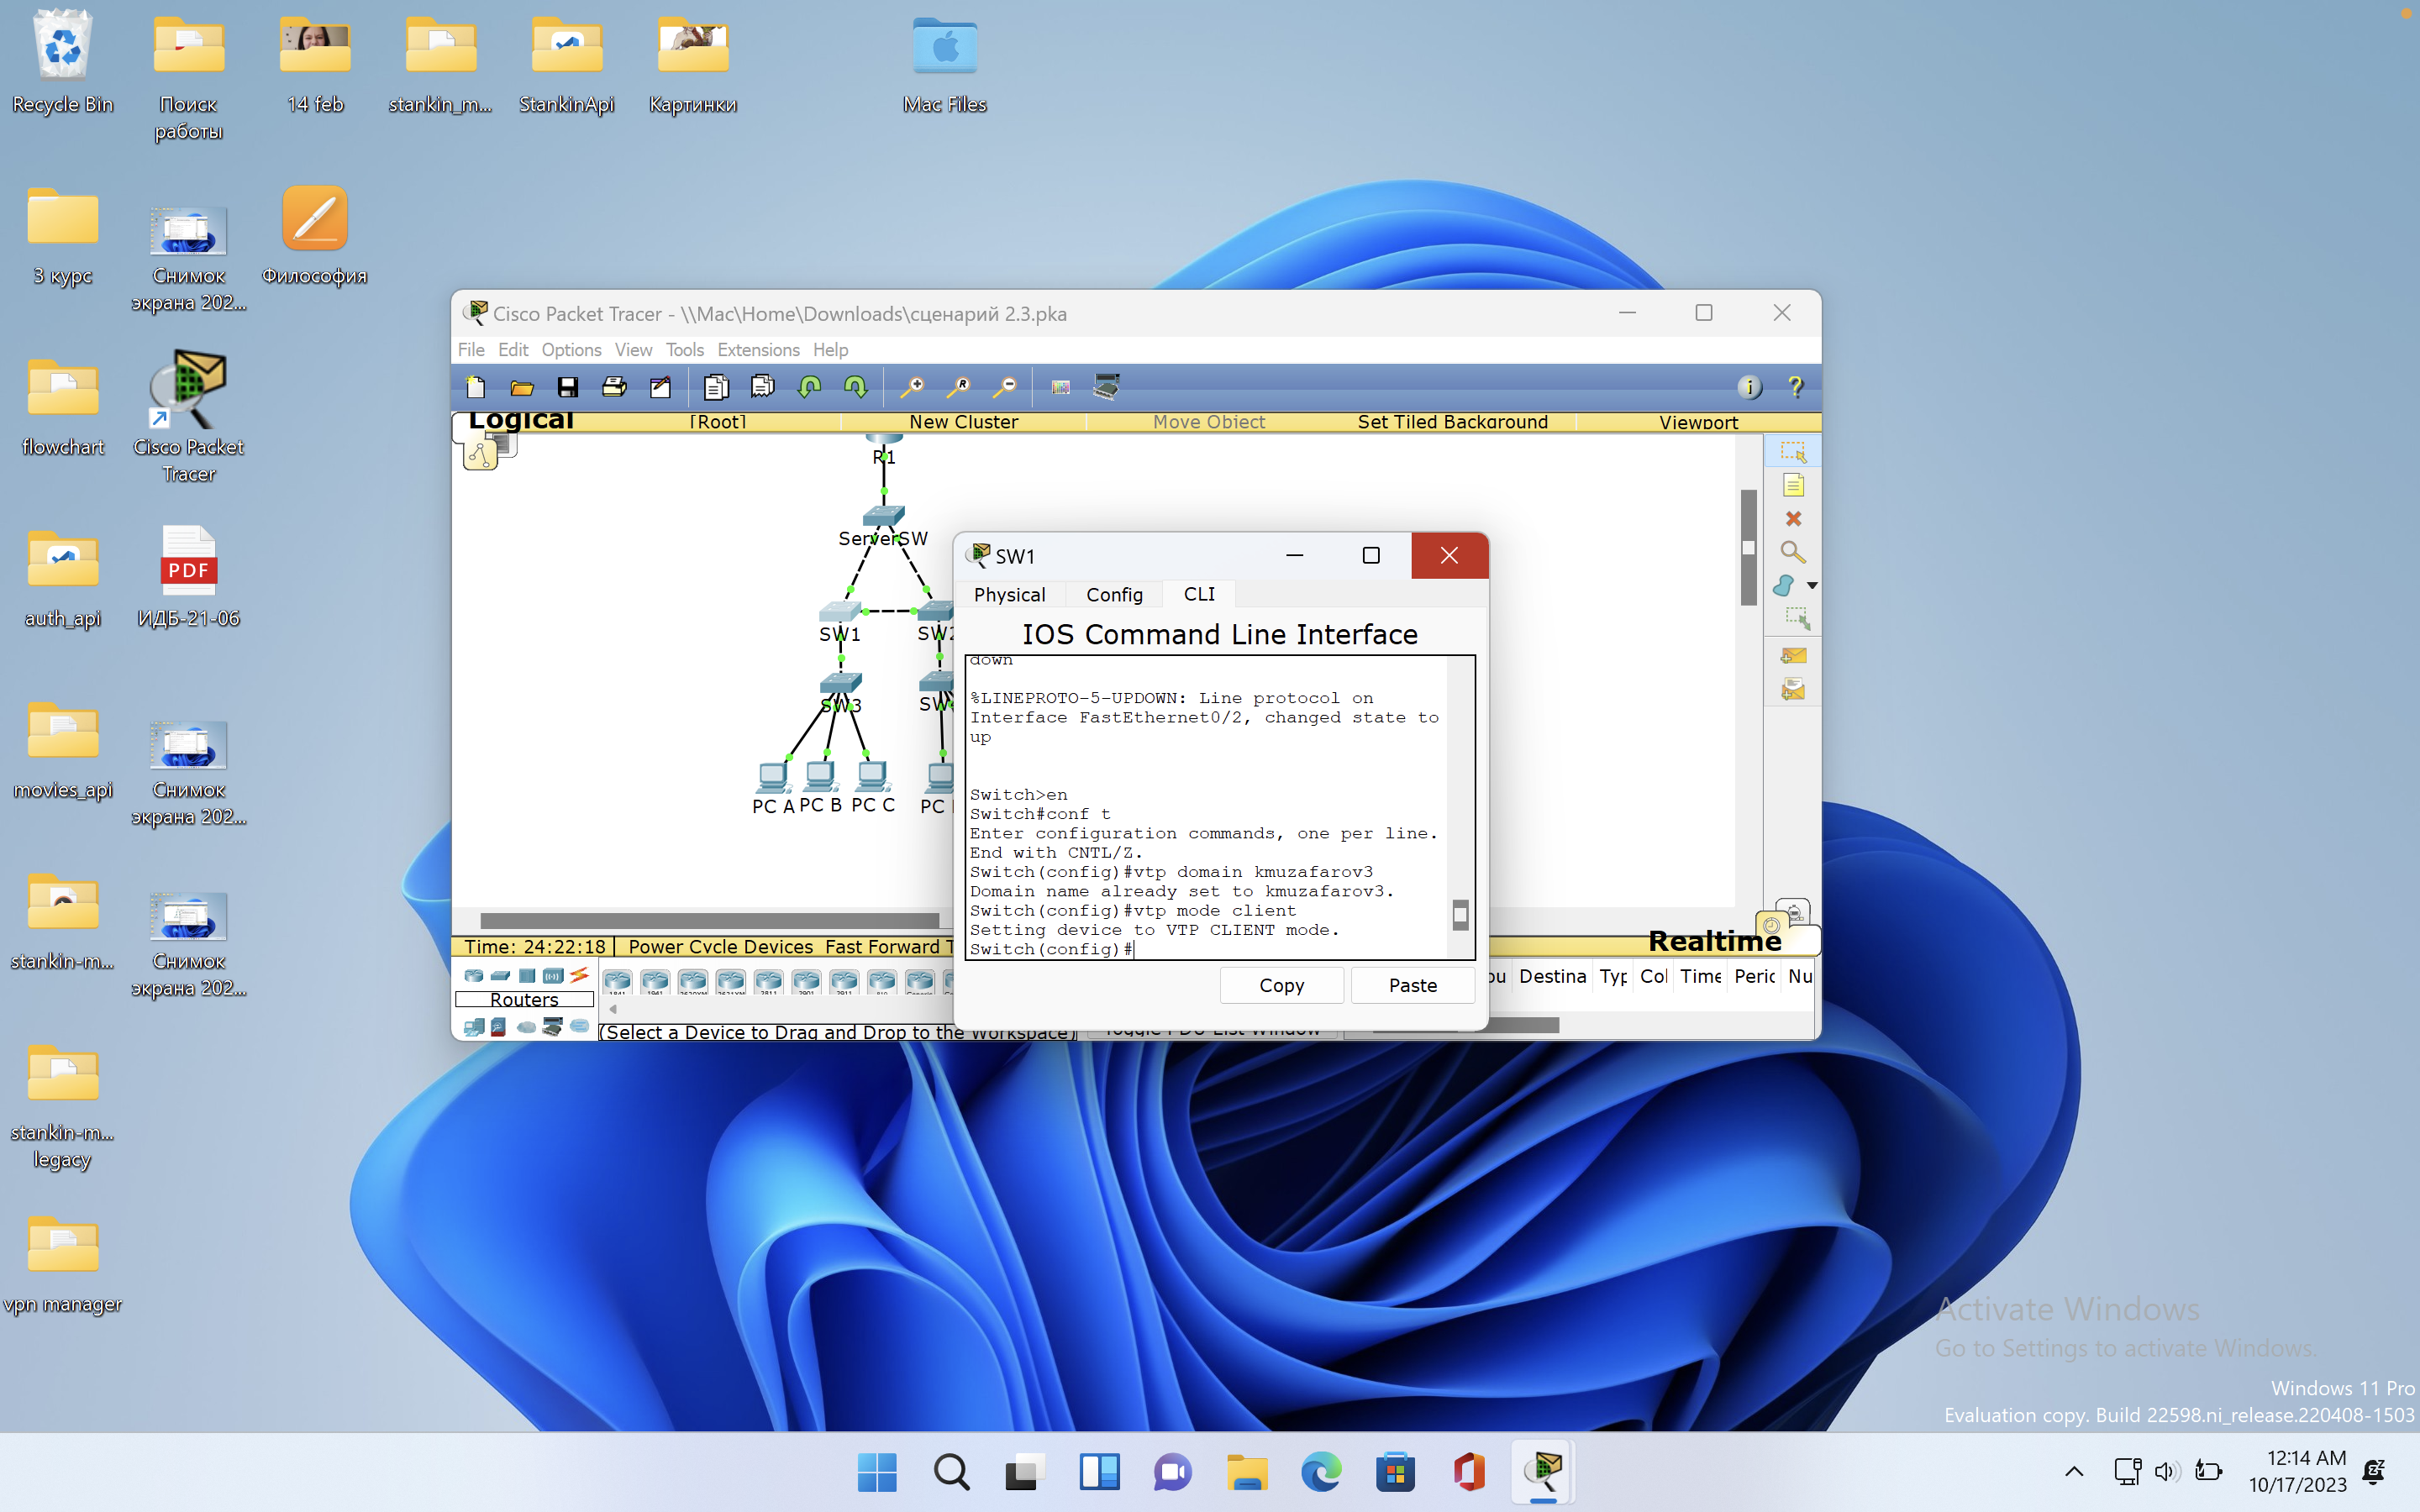 Recycle Bin
Поиск
работы
14 feb
stankin_m...
StankinApi
Картинки
Mac Files
3 курс
Снимок
экрана 202...
Философия
flowchart
Cisco Packet
Tracer
auth_api
PDF
ИДБ-21-06
movies_api
Снимок
экрана 202...
stankin-m...
Снимок
экрана 202...
stankin-m...
legacy
vpn manager
Cisco Packet Tracer - \\Mac\Home\Downloads\сценарий 2.3.pka
File Edit Options View Tools Extensions Help
Logical
[Root]
New Cluster
Move Object
Set Tiled Background
Viewport
R1
ServerSW
SW1
SW2
SW3
PC A
PC B
PC C
PC
SW1
Physical
Config
CLI
IOS Command Line Interface
down
%LINEPROTO-5-UPDOWN: Line protocol on
Interface FastEthernet0/2, changed state to
up
Switch>en
Switch#conf t
Enter configuration commands, one per line.
End with CNTL/Z.
Switch(config)#vtp domain kmuzafarov3
Domain name already set to kmuzafarov3.
Switch(config)#vtp mode client
Setting device to VTP CLIENT mode.
Switch(config)#
Copy
Paste
Time: 24:22:18
Power Cycle Devices Fast Forward T
Realtime
Destina
Typ
Col
Time
Peric
Nu
Routers
(Select a Device to Drag and Drop to the Workspace)
Activate Windows
Go to Settings to activate Windows.
Windows 11 Pro
Evaluation copy. Build 22598.ni_release.220408-1503
12:14 AM
10/17/2023